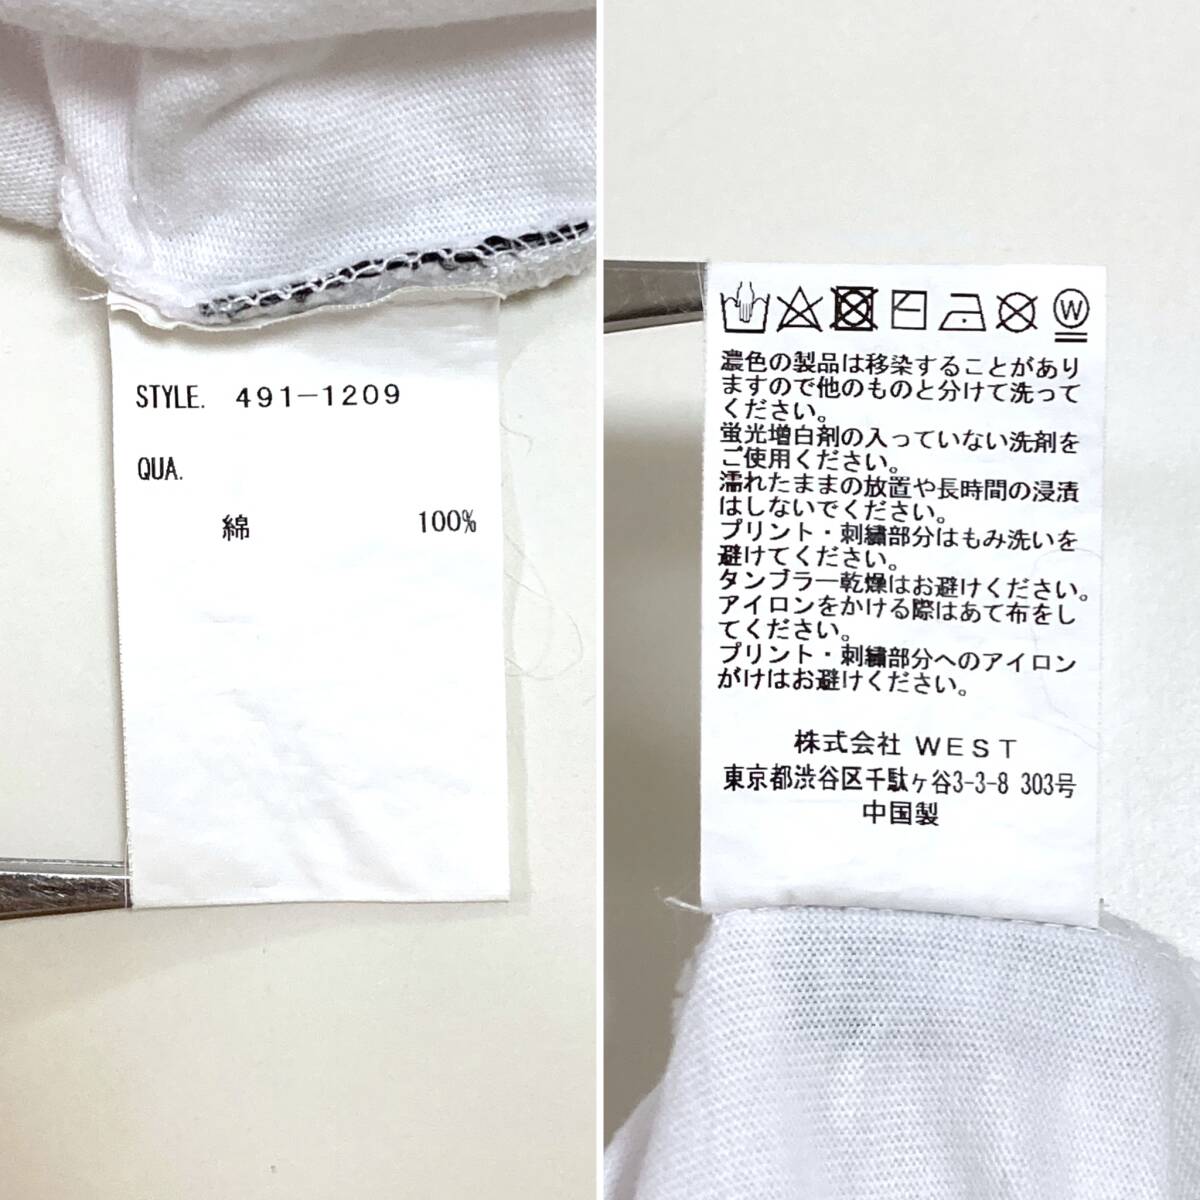 STYLE. 491-1209
QUA.
綿 100%
W
濃色の製品は移染することがあり
ますので他のものと分けて洗って
ください。
蛍光増白剤の入っていない洗剤を
ご使用ください。
濡れたままの放置や長時間の浸漬
はしないでください。
プリント・刺繍部分はもみ洗いを
避けてください。
タンブラー乾燥はお避けください。
アイロンをかける際はあて布をし
てください。
プリント・刺繍部分へのアイロン
がけはお避けください。
株式会社 WEST
東京都渋谷区千駄ヶ谷3-3-8 303号
中国製